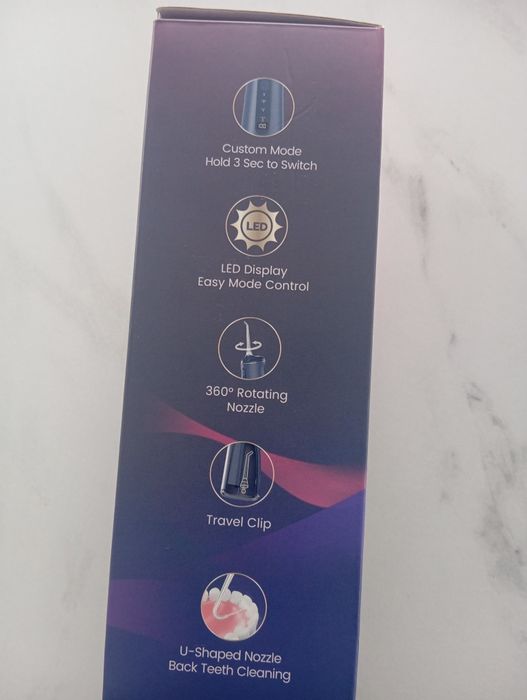 Custom Mode
Hold 3 Sec to Switch
LED
LED Display
Easy Mode Control
360° Rotating
Nozzle
Travel Clip
U-Shaped Nozzle
Back Teeth Cleaning